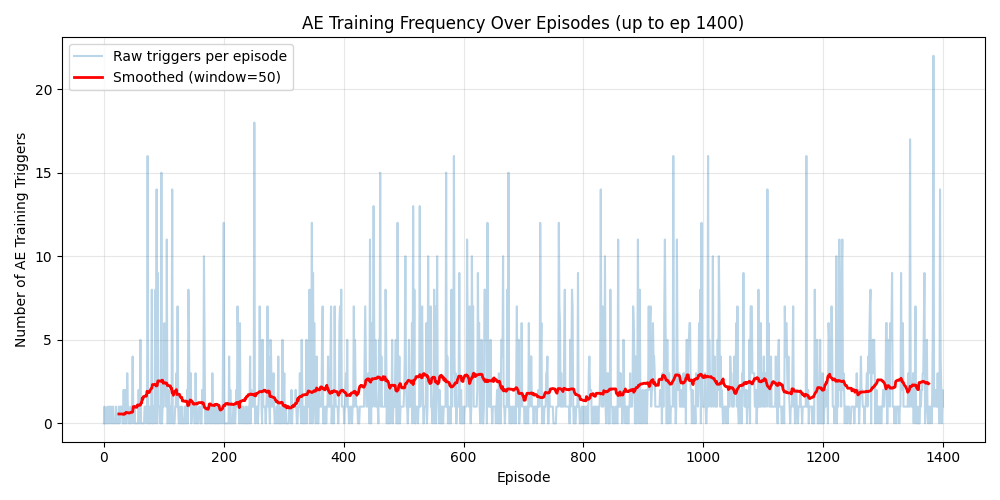 AE Training Frequency Over Episodes (up to ep 1400)
Raw triggers per episode
Smoothed (window=50)
Number of AE Training Triggers
20
15
10
5
0
0 200 400 600 800 1000 1200 1400
Episode